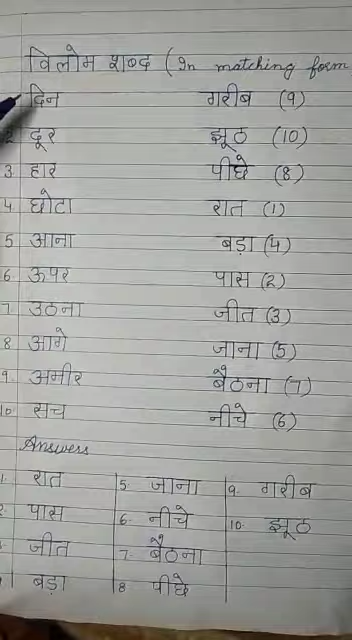 विलोम शब्द (In matching form
दिन गरीब (9)
2 दूर झूठ (10)
3 हार पीछे (8)
4 छोटा रात (1)
5 आना बड़ा (4)
6 ऊपर पास (2)
7 उठना जीत (3)
8 आगे जाना (5)
9. अमीर बैठना (7)
10. सच नीचे (6)
Answers
1. रात 5. जाना 9. गरीब
2. पास 6. नीचे 10. झूठ
जीत 7. बैठना
बड़ा 8 पीछे